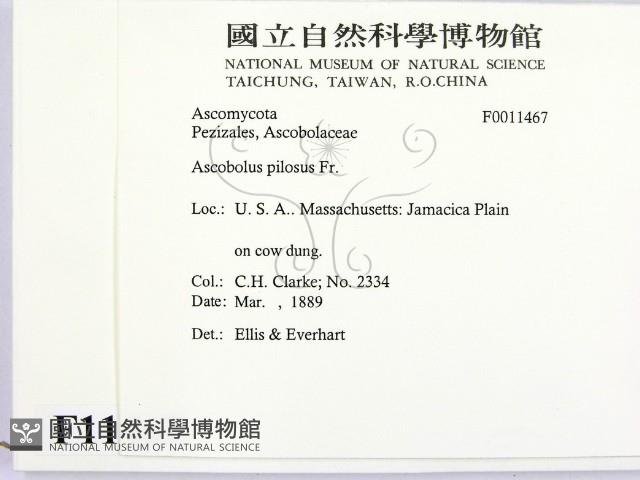 國立自然科學博物館
NATIONAL MUSEUM OF NATURAL SCIENCE
TAICHUNG, TAIWAN, R.O.CHINA
Ascomycota F0011467
Pezizales, Ascobolaceae
Ascobolus pilosus Fr.
Loc.: U. S. A.. Massachusetts: Jamacica Plain
on cow dung.
Col.: C.H. Clarke; No. 2334
Date: Mar. , 1889
Det.: Ellis & Everhart
F11
國立自然科學博物館
NATIONAL MUSEUM OF NATURAL SCIENCE